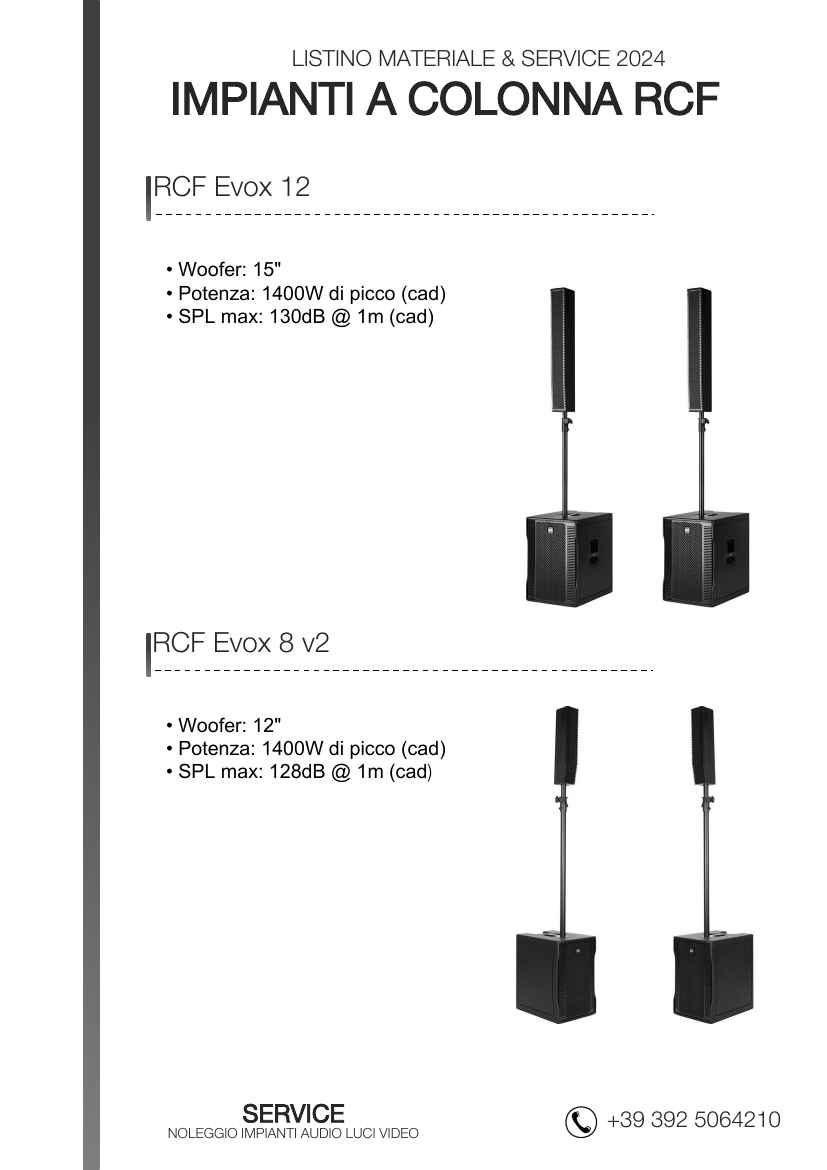 LISTINO MATERIALE & SERVICE 2024
IMPIANTI A COLONNA RCF
RCF Evox 12
• Woofer: 15"
• Potenza: 1400W di picco (cad)
• SPL max: 130dB @ 1m (cad)
RCF Evox 8 v2
• Woofer: 12"
• Potenza: 1400W di picco (cad)
• SPL max: 128dB @ 1m (cad)
SERVICE
NOLEGGIO IMPIANTI AUDIO LUCI VIDEO
+39 392 5064210